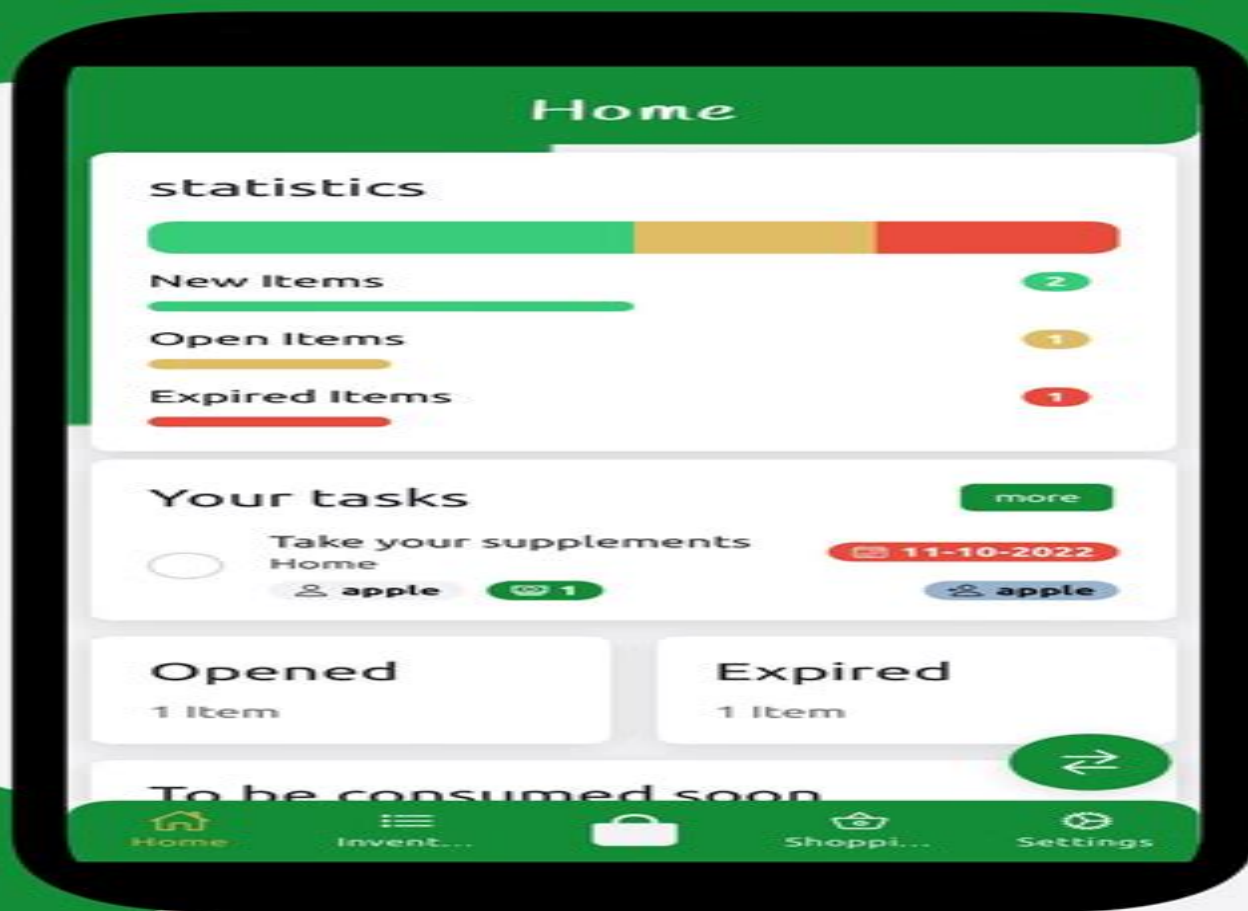 Home
statistics
New Items 2
Open Items 1
Expired Items 1
Your tasks more
Take your supplements 11-10-2022
Home
apple 1 apple
Opened Expired
1 Item 1 Item
To be consumed soon
Home Invent... Shoppi... Settings